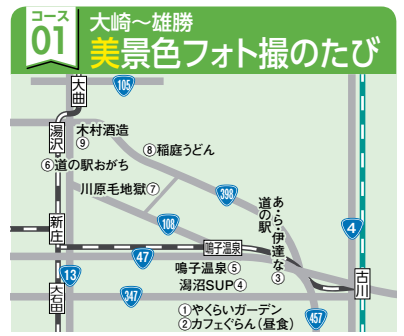 コース
01
大崎〜雄勝
美景色フォト撮のたび
105
大曲
湯沢
木村酒造
⑨
⑧稲庭うどん
⑥道の駅おがち
川原毛地獄⑦
398
道の駅
あ・ら・伊達な③
新庄
108
4
鳴子温泉
47
13
鳴子温泉⑤
潟沼SUP④
古川
大石田
347
①やくらいガーデン
②カフェぐらん(昼食)
457